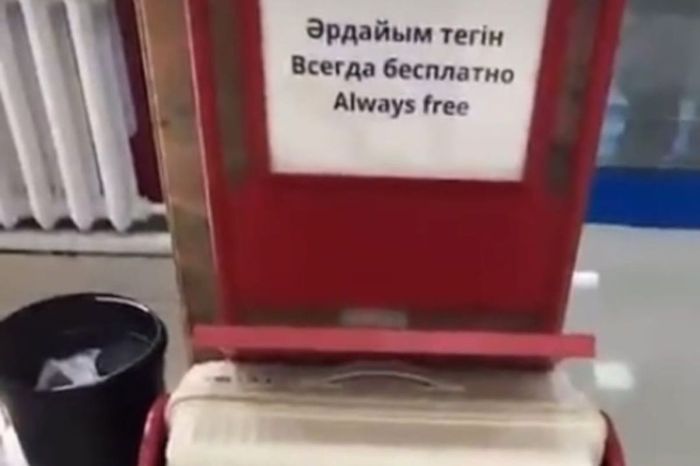 Әрдайым тегін
Всегда бесплатно
Always free